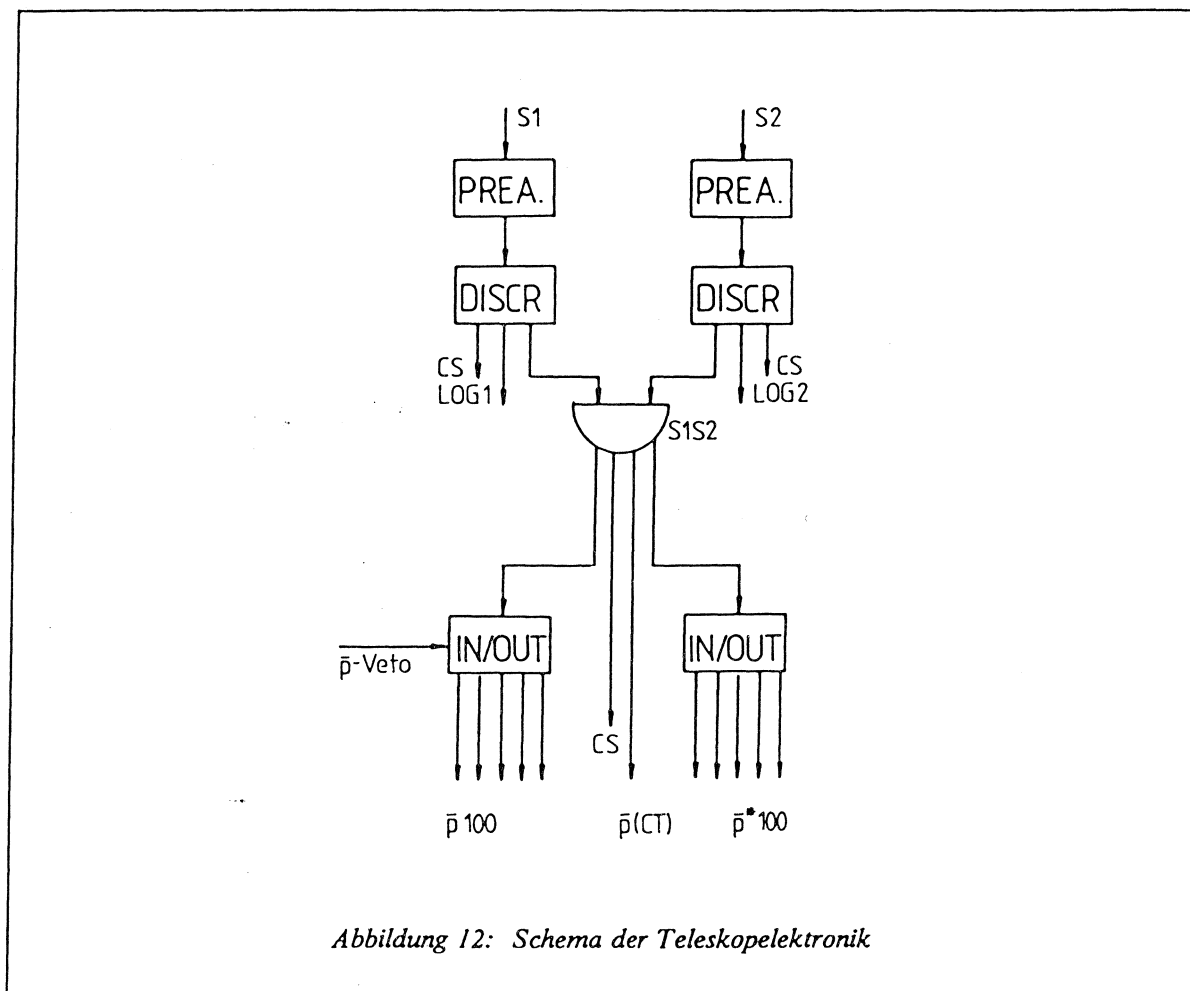 S1 S2
PREA. PREA.
DISCR DISCR
CS CS
LOG1 LOG2
S1S2
IN/OUT IN/OUT
p̄-Veto
CS
p̄ 100 p̄(CT) p̄*100
Abbildung 12: Schema der Teleskopelektronik